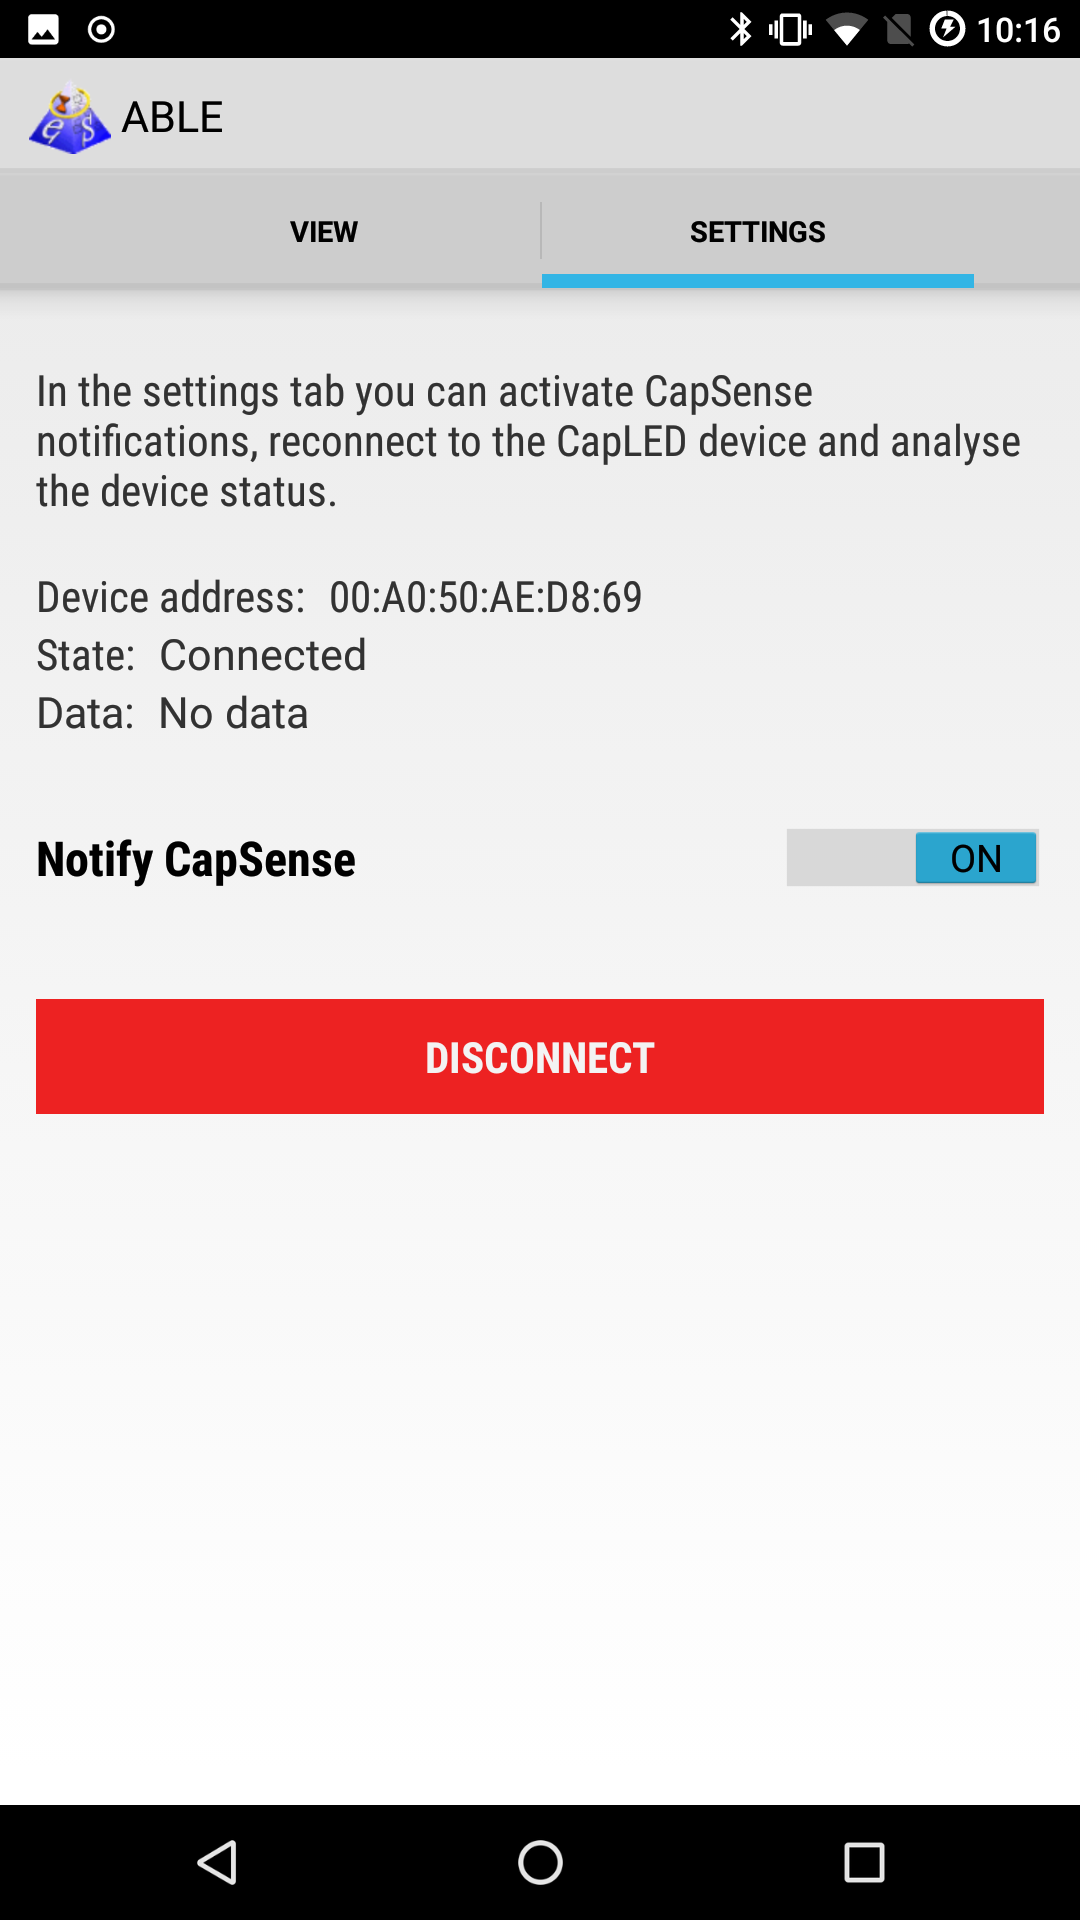 10:16
ABLE
VIEW
SETTINGS
In the settings tab you can activate CapSense
notifications, reconnect to the CapLED device and analyse
the device status.
Device address: 00:A0:50:AE:D8:69
State: Connected
Data: No data
Notify CapSense
ON
DISCONNECT